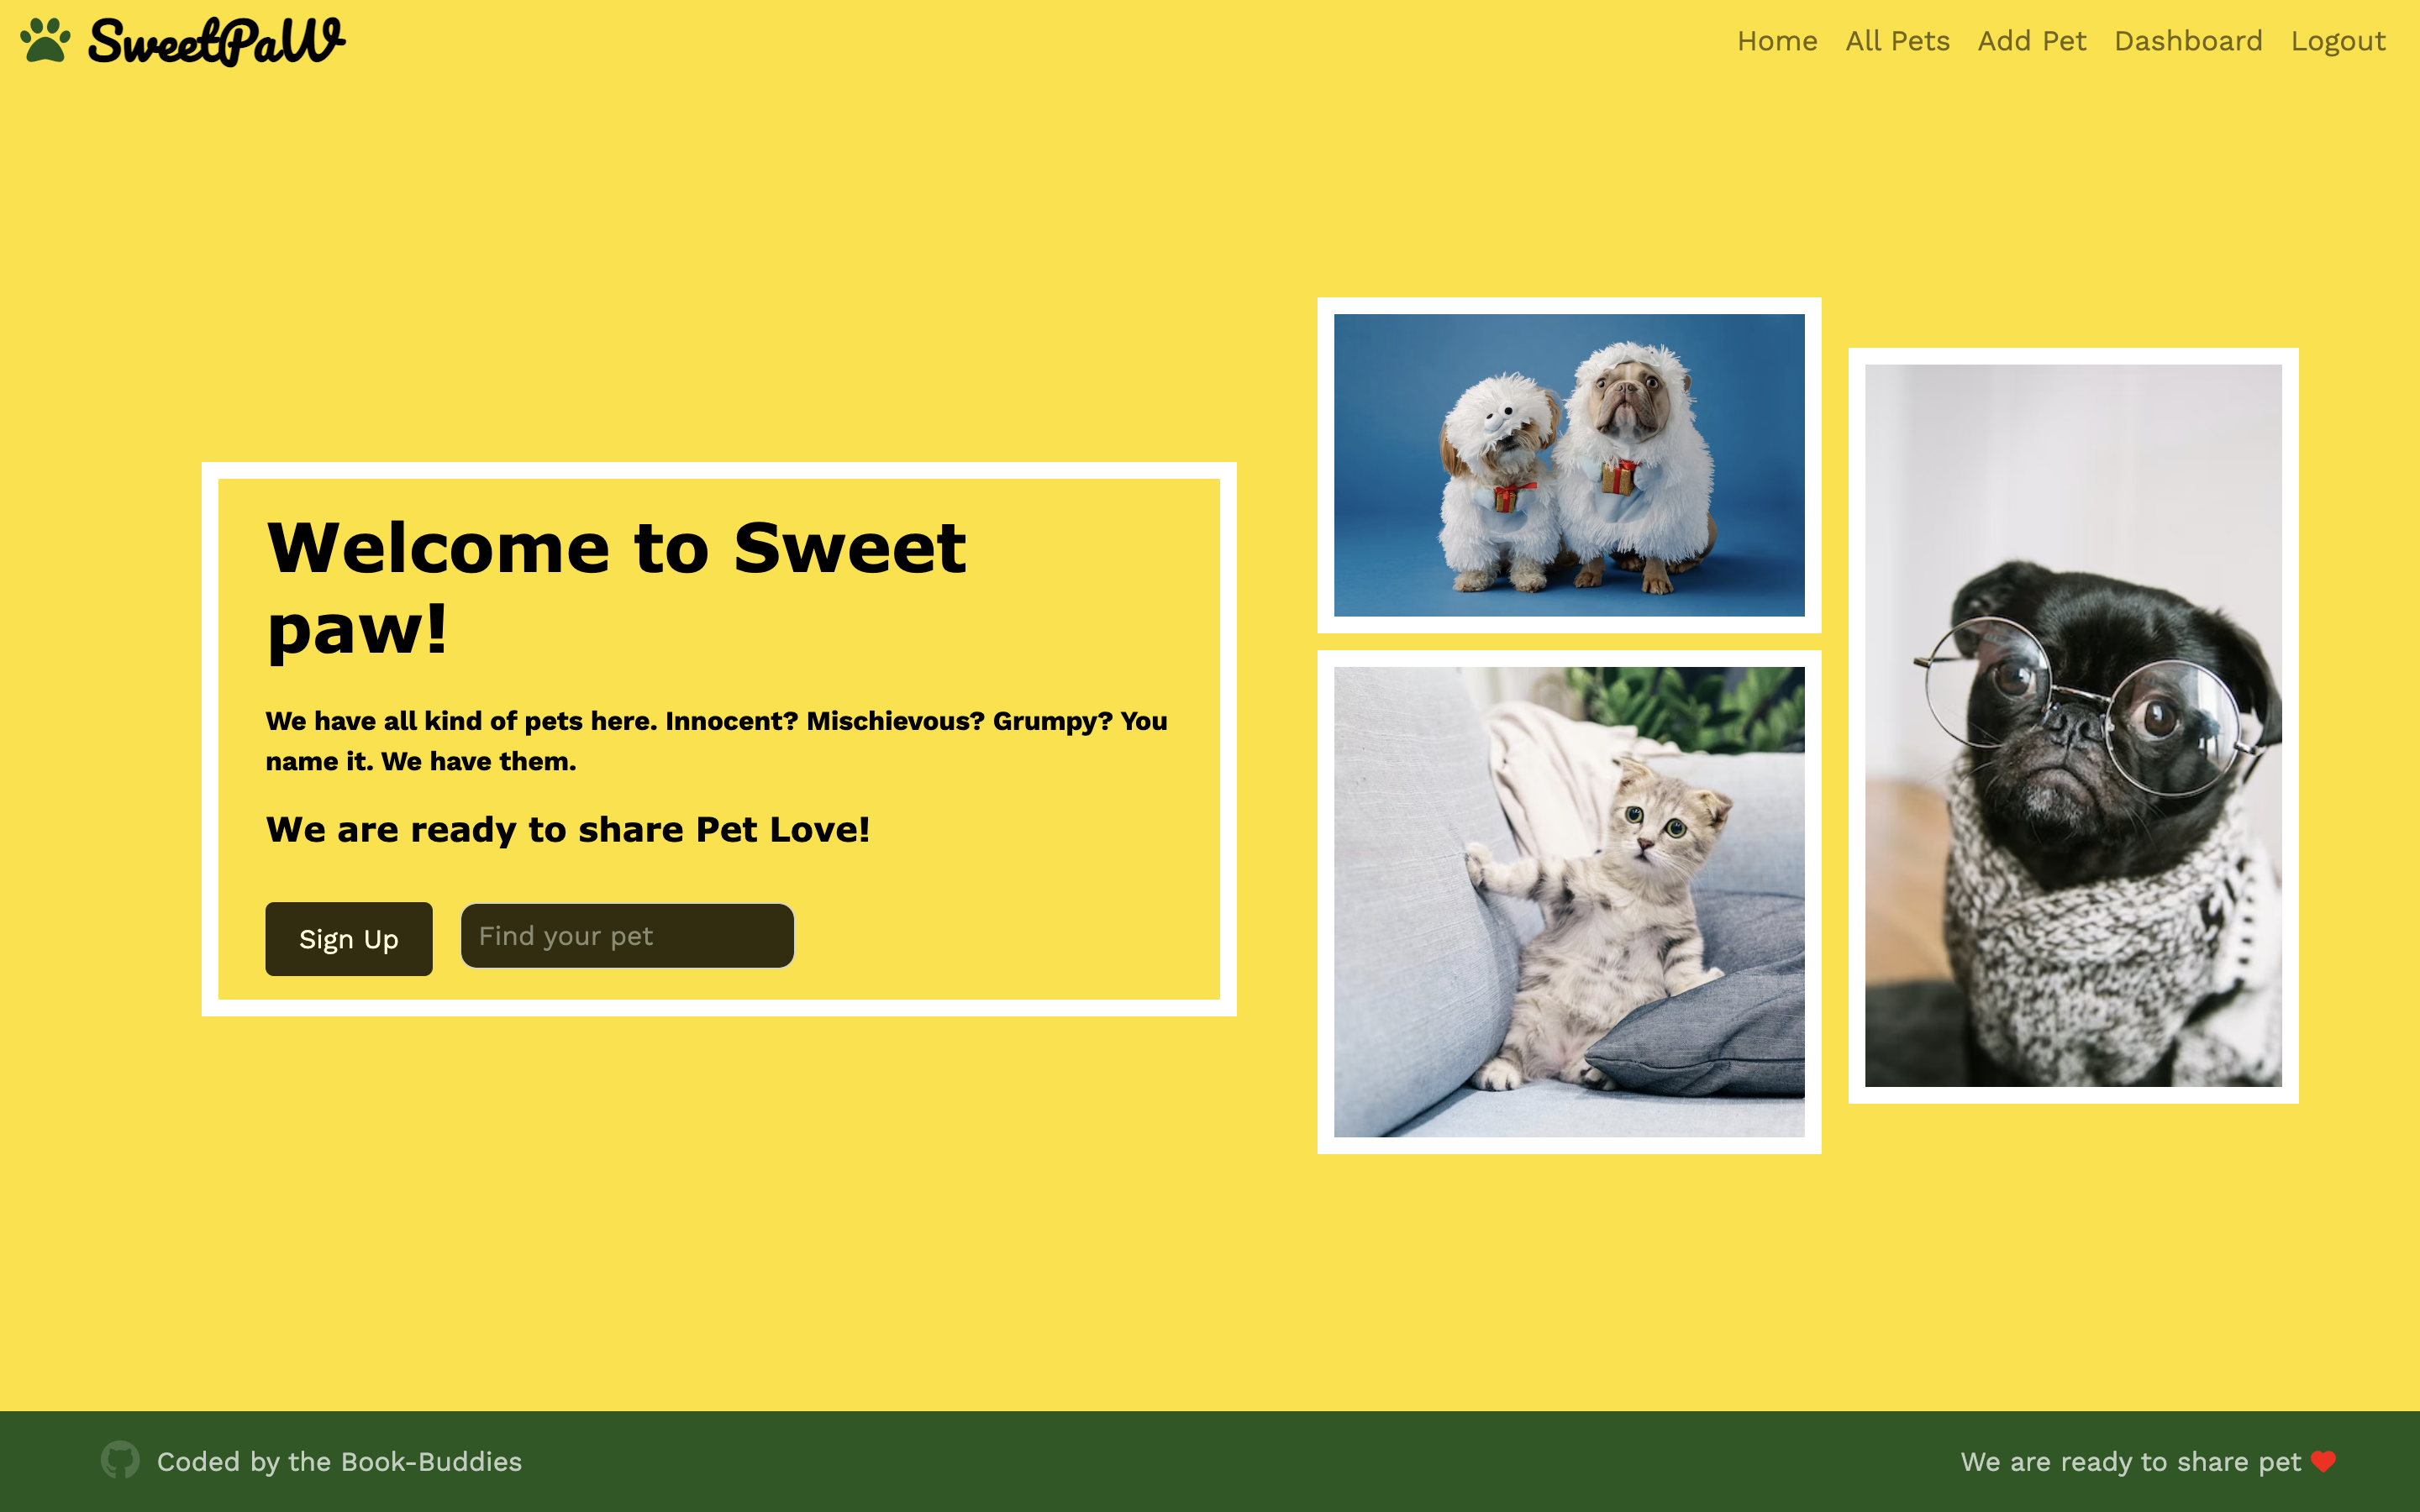 SweetPaW
Home All Pets Add Pet Dashboard Logout
Welcome to Sweet
paw!
We have all kind of pets here. Innocent? Mischievous? Grumpy? You
name it. We have them.
We are ready to share Pet Love!
Sign Up
Find your pet
Coded by the Book-Buddies
We are ready to share pet